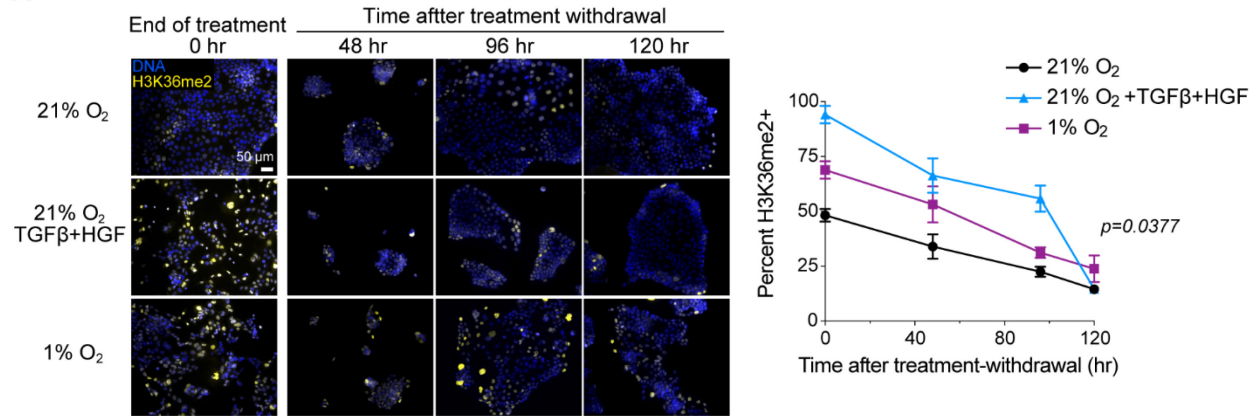 End of treatment
0 hr
Time aftter treatment withdrawal
48 hr
96 hr
120 hr
DNA
H3K36me2
50 µm
21% O₂
21% O₂
TGFβ+HGF
1% O₂
21% O₂
21% O₂ +TGFβ+HGF
1% O₂
Percent H3K36me2+
100
75
50
25
0
0
40
80
120
p=0.0377
Time after treatment-withdrawal (hr)